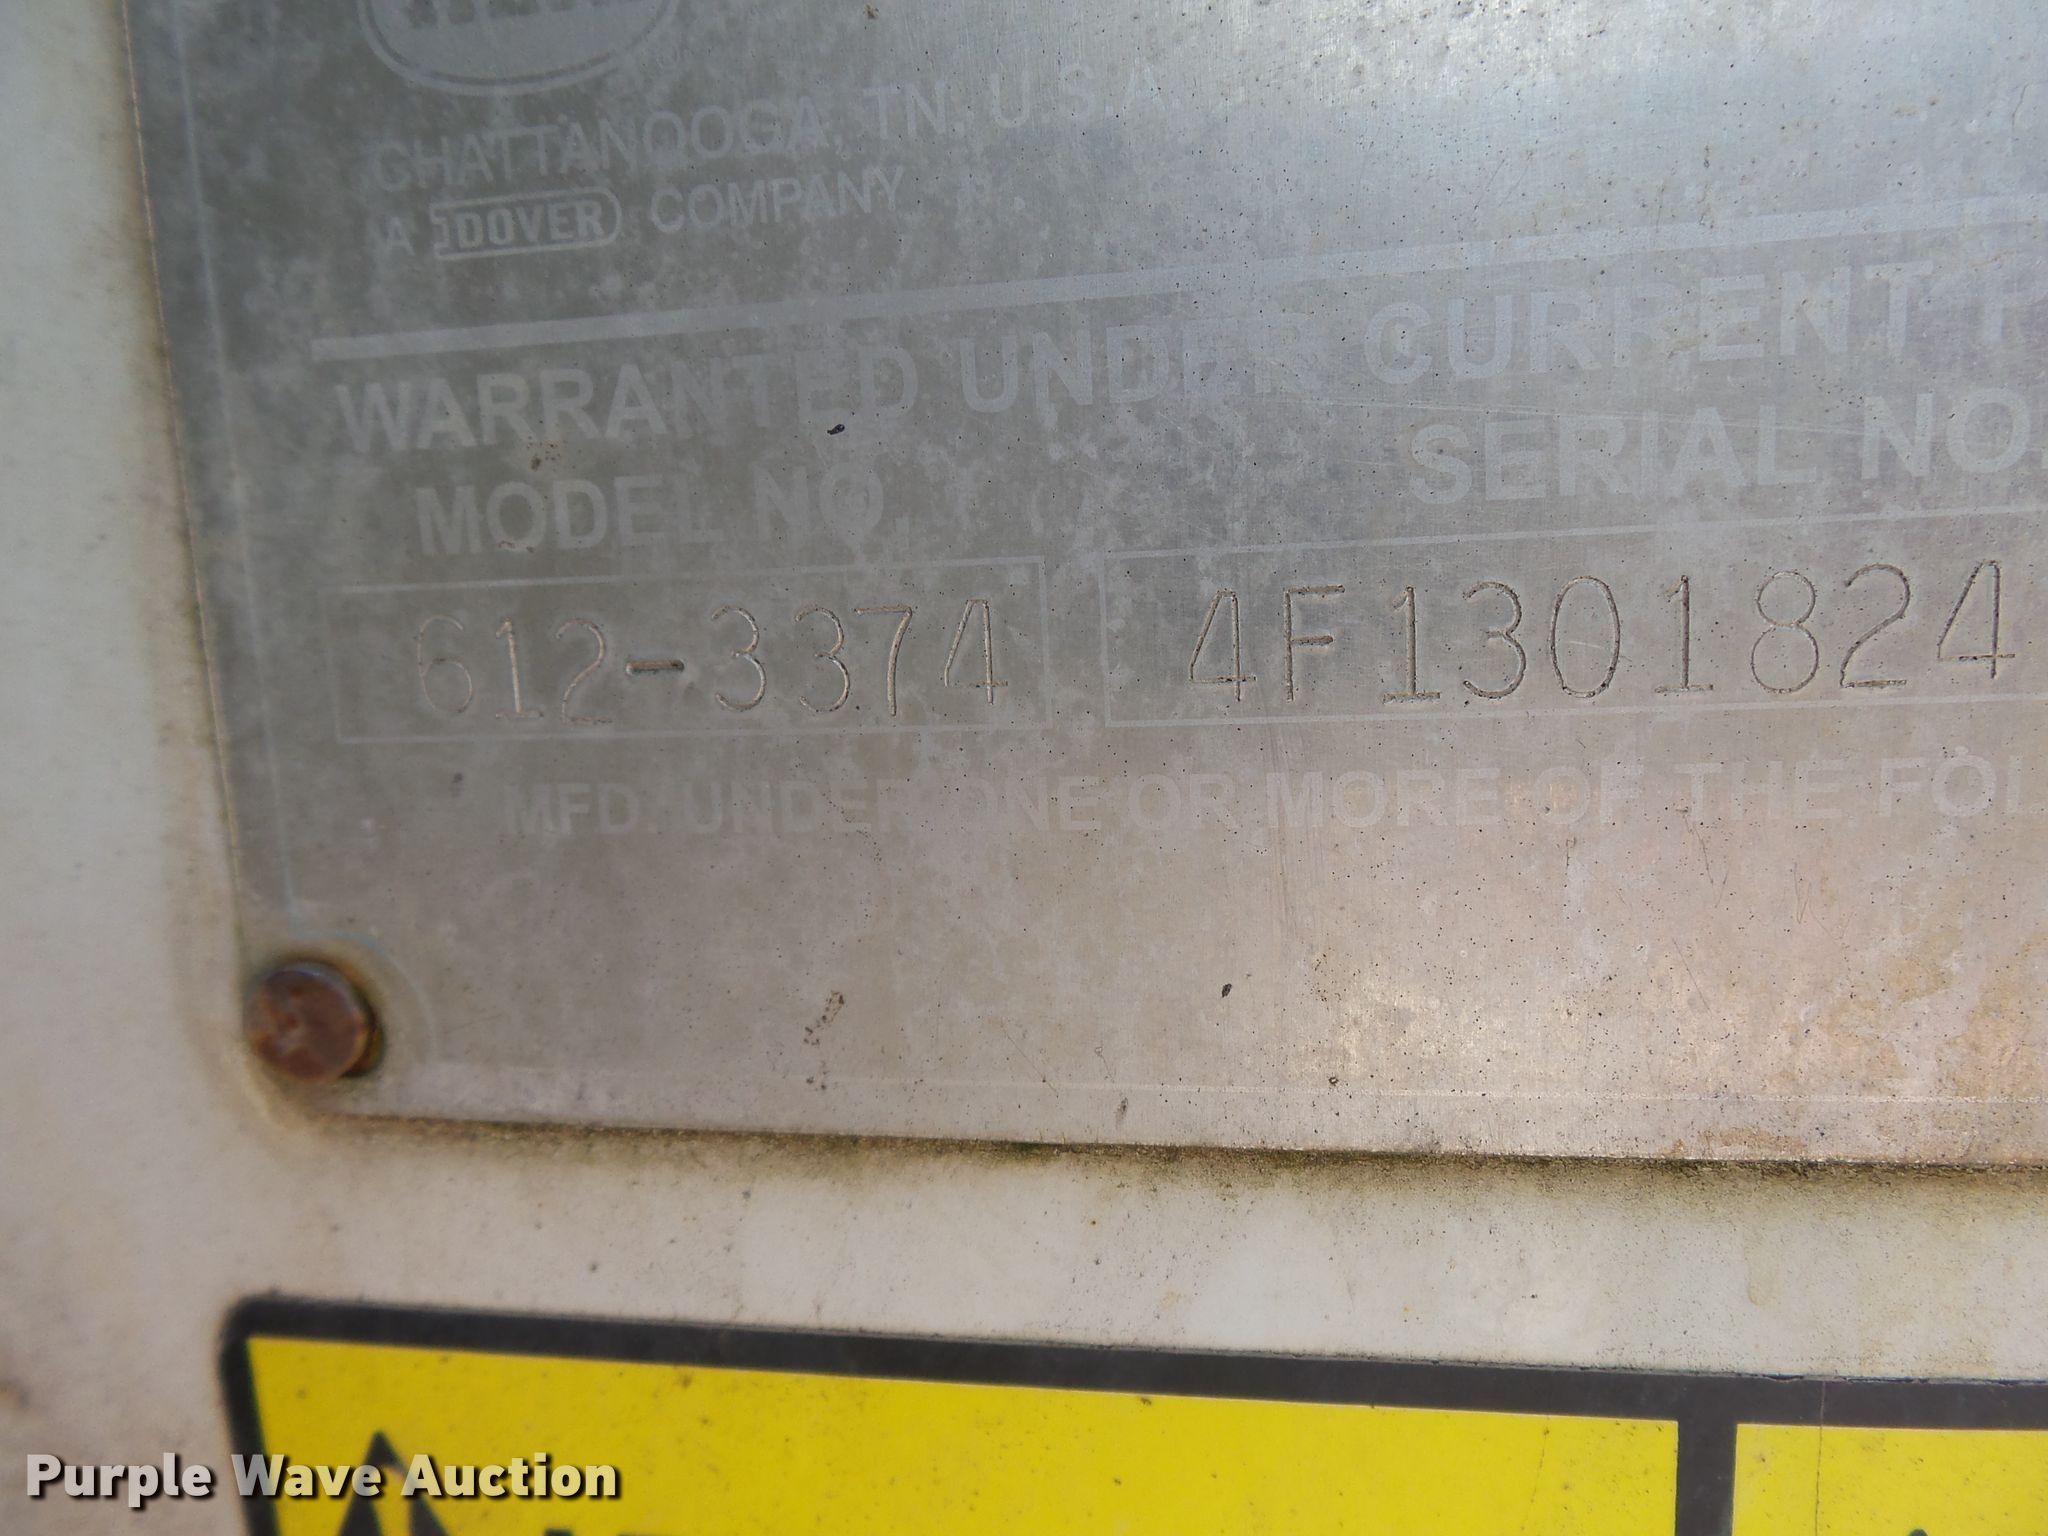 CHATTANOOGA, TN, U.S.A.
A DOVER COMPANY
WARRANTED UNDER CURRENT
MODEL NO. SERIAL NO.
612-3374 4F1301824
MFD. UNDER ONE OR MORE OF THE FOL
Purple Wave Auction